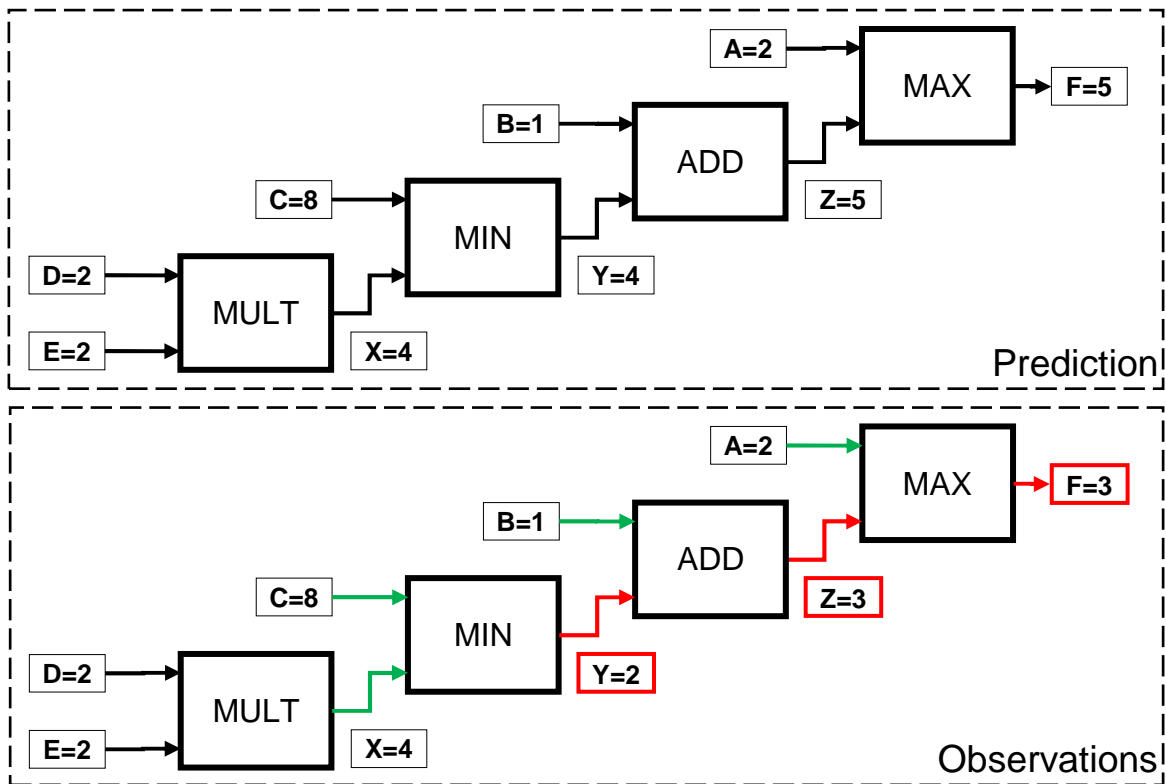 A=2
MAX
F=5
B=1
ADD
Z=5
C=8
MIN
Y=4
D=2
MULT
E=2
X=4
Prediction
A=2
MAX
F=3
B=1
ADD
Z=3
C=8
MIN
Y=2
D=2
MULT
E=2
X=4
Observations